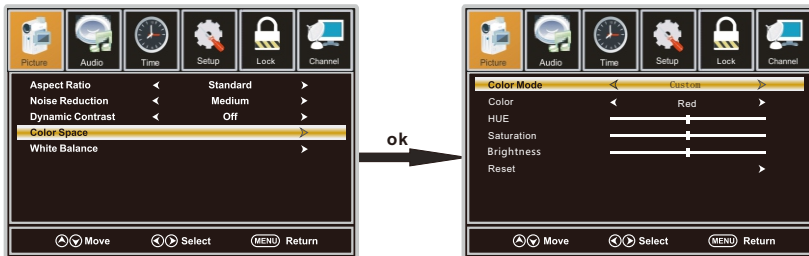 Picture Audio Time Setup Lock Channel
Aspect Ratio Standard
Noise Reduction Medium
Dynamic Contrast Off
Color Space
White Balance
Move Select MENU Return
ok
Picture Audio Time Setup Lock Channel
Color Mode Custom
Color Red
HUE
Saturation
Brightness
Reset
Move Select MENU Return